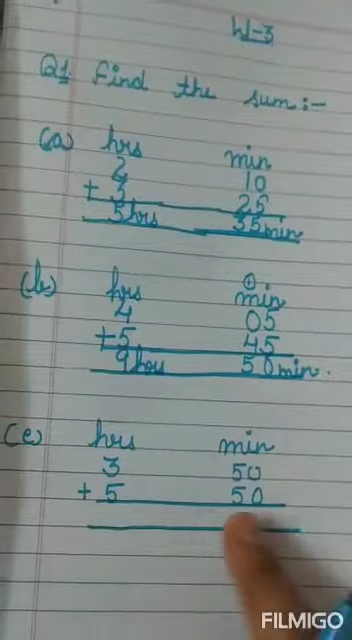 W-3
Q1. Find the sum:-
(a) hrs min
2 10
+ 3 25
5 hrs 35 min
(b) hrs min
1
4 05
+ 5 45
9 hrs 50 min.
(c) hrs min
3 50
+ 5 50
FILMIGO